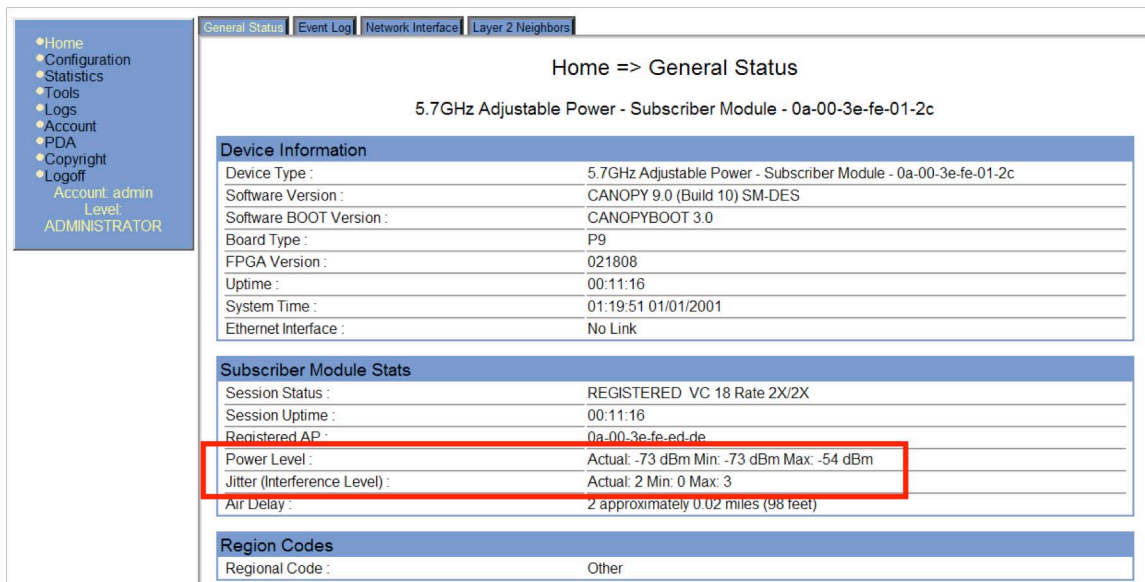 Home
Configuration
Statistics
Tools
Logs
Account
PDA
Copyright
Logoff
Account: admin
Level:
ADMINISTRATOR
General Status Event Log Network Interface Layer 2 Neighbors
Home => General Status
5.7GHz Adjustable Power - Subscriber Module - 0a-00-3e-fe-01-2c
Device Information
Device Type : 5.7GHz Adjustable Power - Subscriber Module - 0a-00-3e-fe-01-2c
Software Version : CANOPY 9.0 (Build 10) SM-DES
Software BOOT Version : CANOPYBOOT 3.0
Board Type : P9
FPGA Version : 021808
Uptime : 00:11:16
System Time : 01:19:51 01/01/2001
Ethernet Interface : No Link
Subscriber Module Stats
Session Status : REGISTERED VC 18 Rate 2X/2X
Session Uptime : 00:11:16
Registered AP : 0a-00-3e-fe-ed-de
Power Level : Actual: -73 dBm Min: -73 dBm Max: -54 dBm
Jitter (Interference Level) : Actual: 2 Min: 0 Max: 3
Air Delay : 2 approximately 0.02 miles (98 feet)
Region Codes
Regional Code : Other